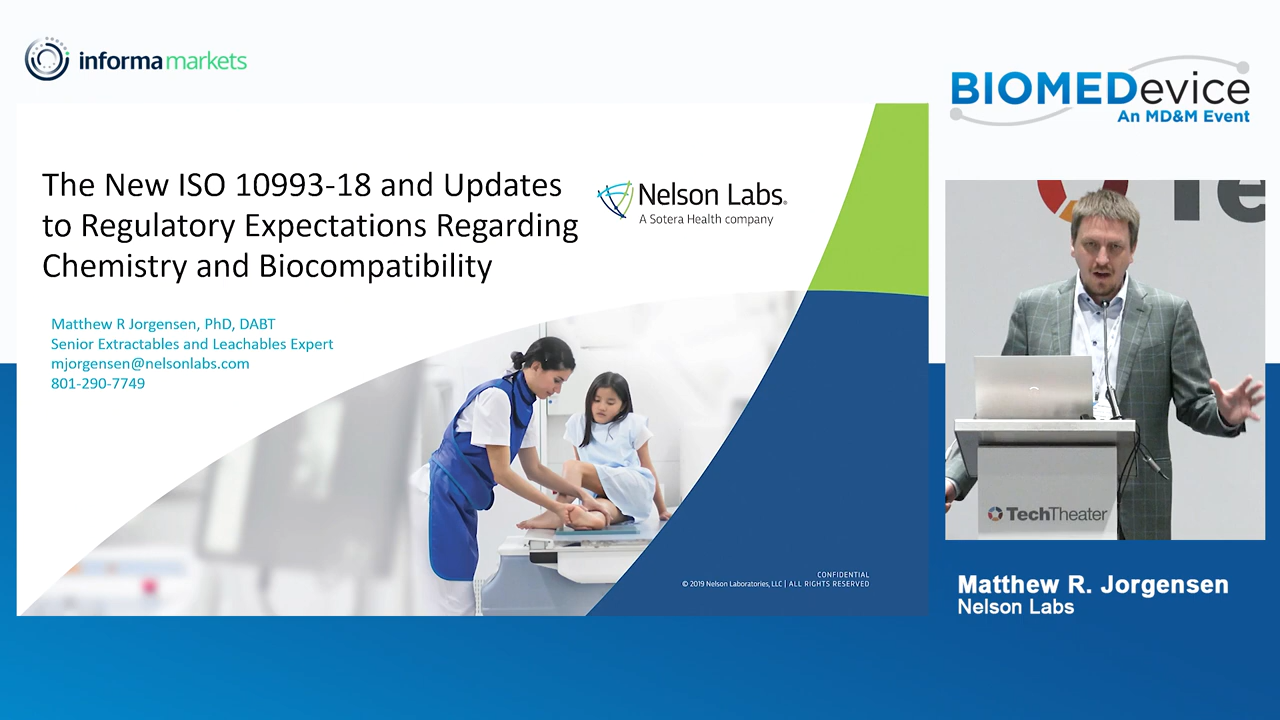 informa markets
BIOMEDevice
An MD&M Event
The New ISO 10993-18 and Updates
to Regulatory Expectations Regarding
Chemistry and Biocompatibility
Nelson Labs®
A Sotera Health company
Matthew R Jorgensen, PhD, DABT
Senior Extractables and Leachables Expert
mjorgensen@nelsonlabs.com
801-290-7749
Te
TechTheater
CONFIDENTIAL
© 2019 Nelson Laboratories, LLC | ALL RIGHTS RESERVED
Matthew R. Jorgensen
Nelson Labs